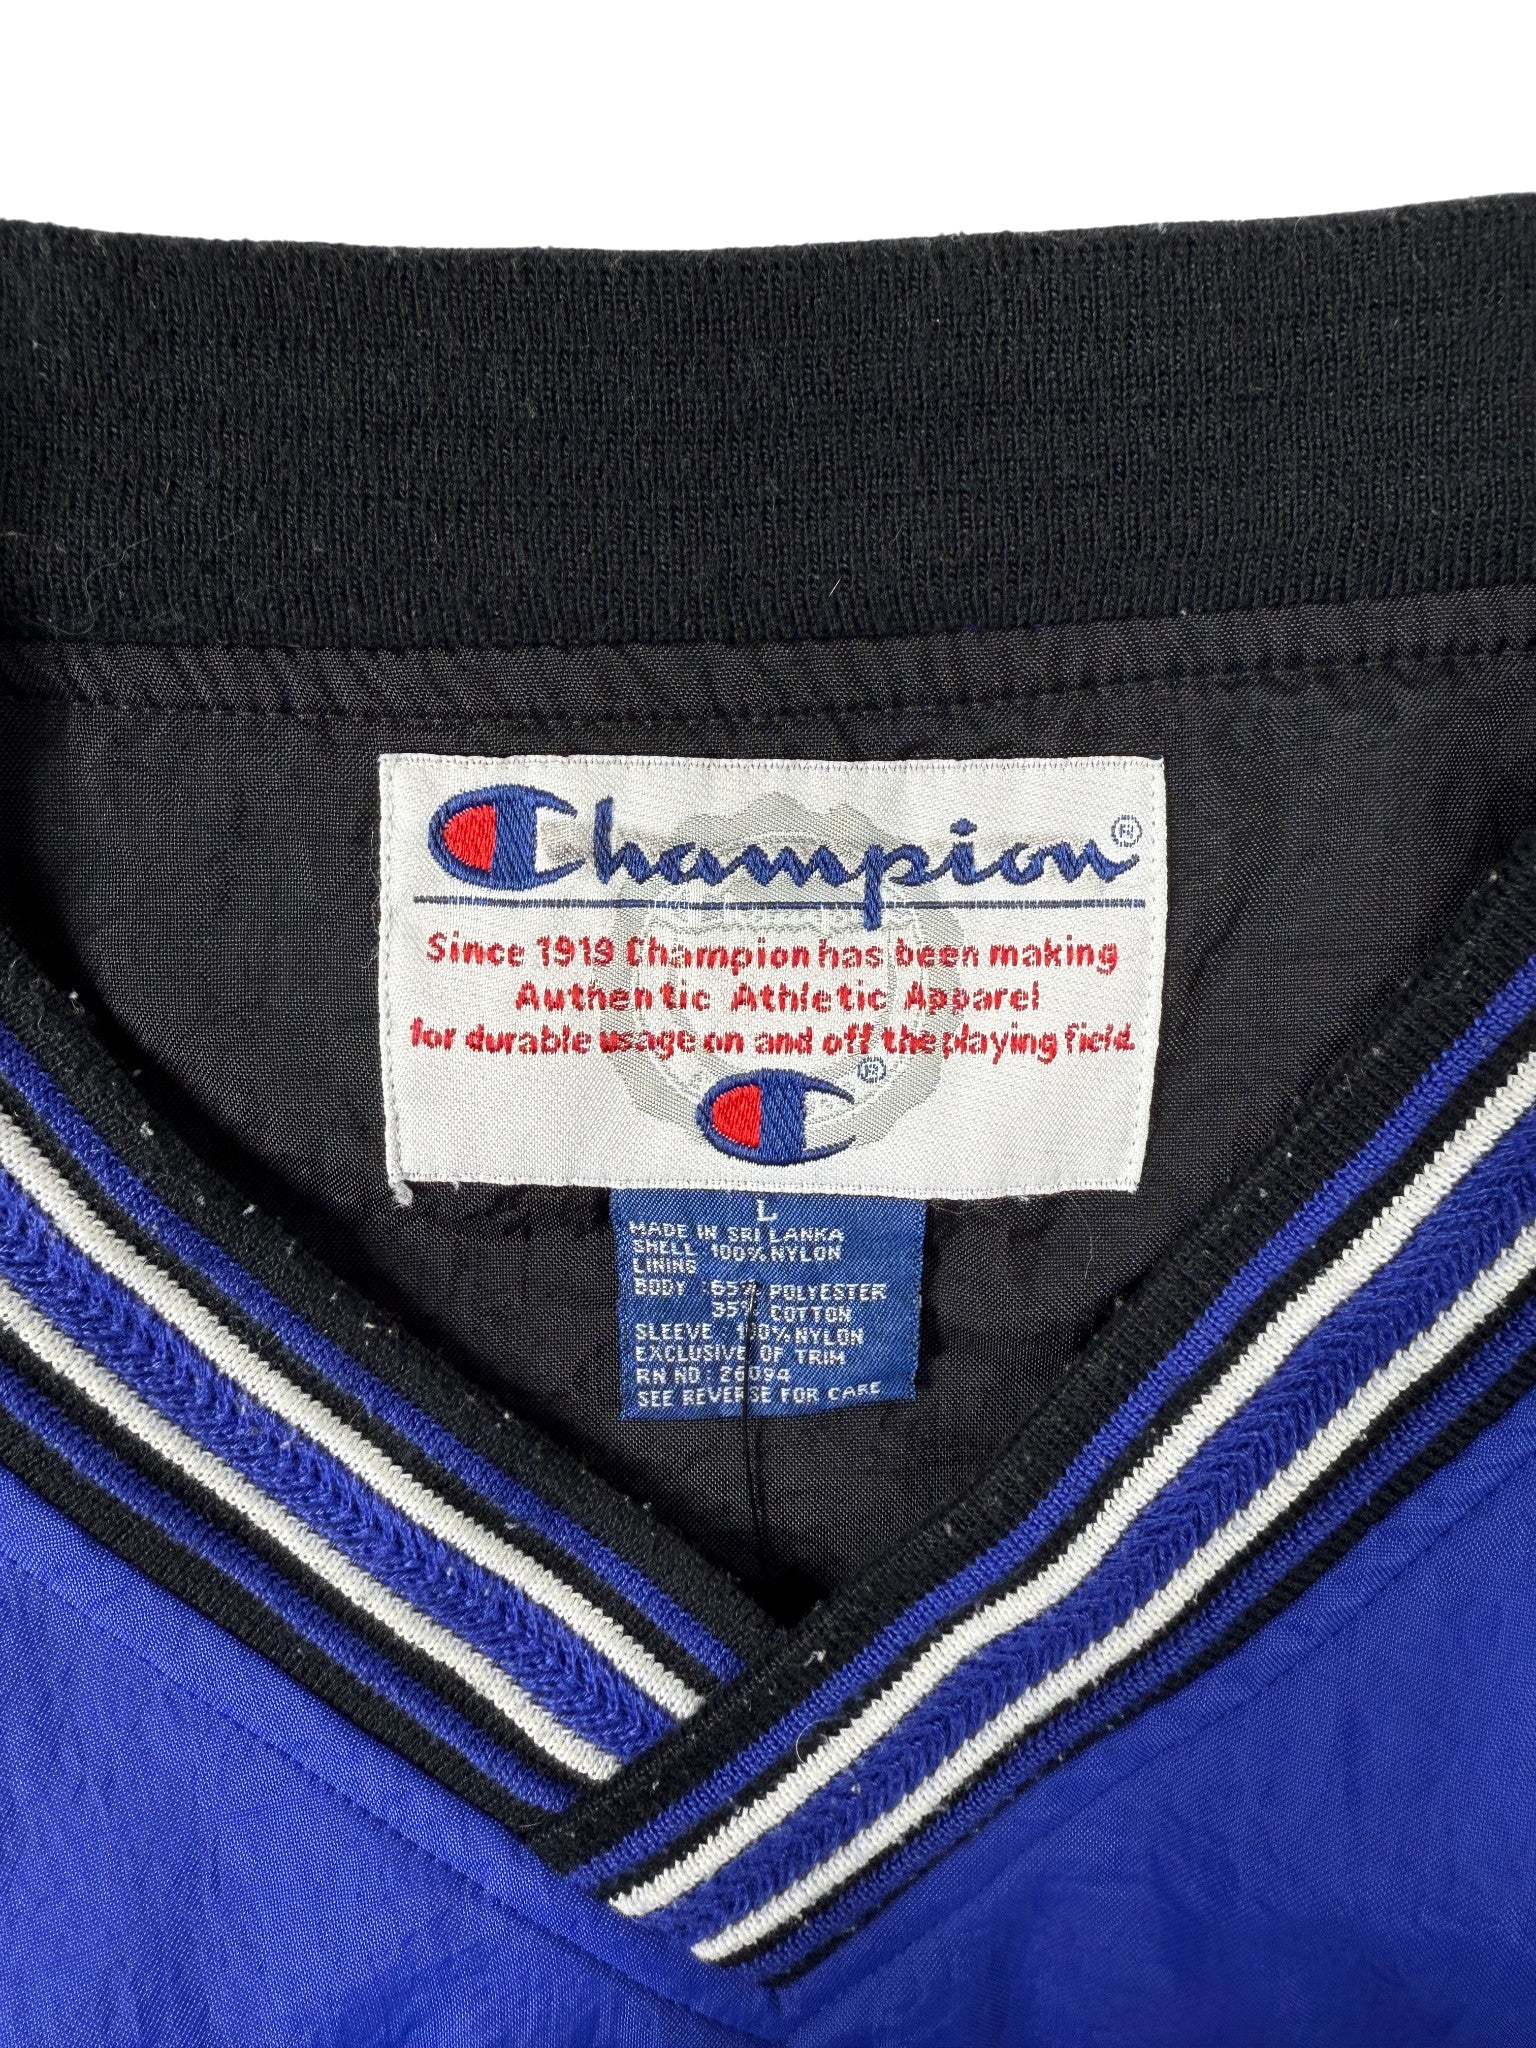 Champion®
Since 1919 Champion has been making
Authentic Athletic Apparel
for durable usage on and off the playing field.
®
L
MADE IN SRI LANKA
SHELL 100% NYLON
LINING
BODY : 65% POLYESTER
35% COTTON
SLEEVE : 100% NYLON
EXCLUSIVE OF TRIM
RN NO : 26094
SEE REVERSE FOR CARE